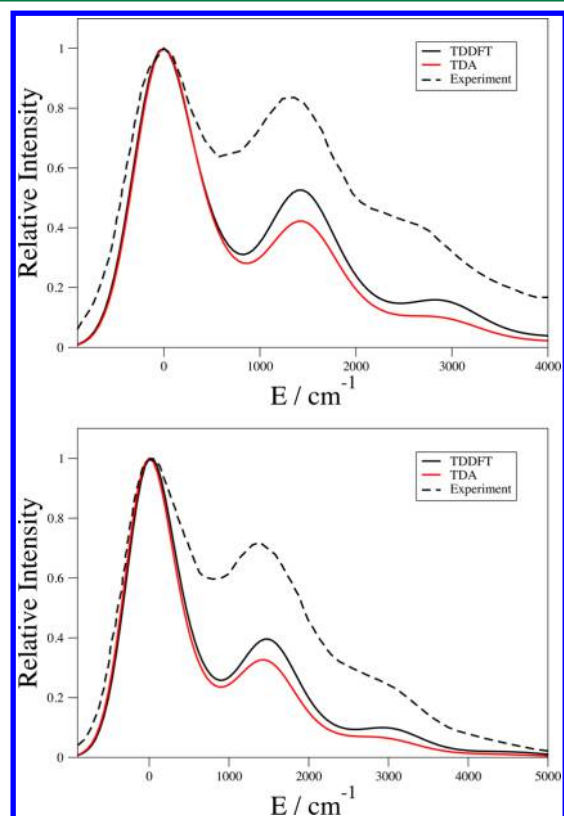 1
0.8
0.6
0.4
0.2
0
Relative Intensity
TDDFT
TDA
Experiment
0 1000 2000 3000 4000
E / cm-1
1
0.8
0.6
0.4
0.2
0
Relative Intensity
TDDFT
TDA
Experiment
0 1000 2000 3000 4000 5000
E / cm-1